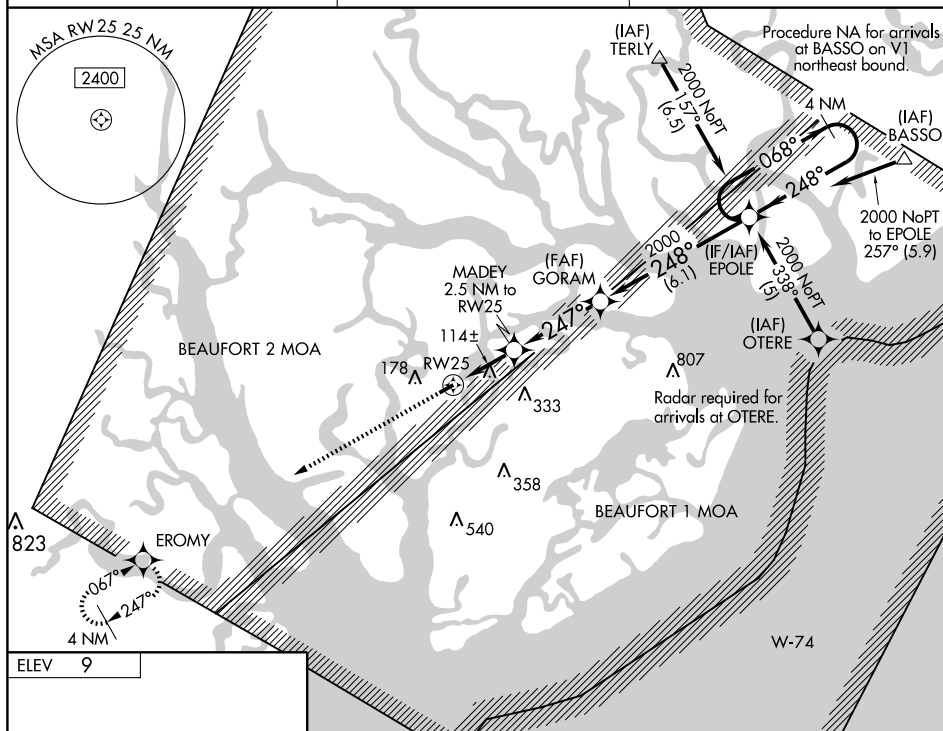 MSA RW25 25 NM
2400
(IAF)
TERLY
Procedure NA for arrivals
at BASSO on V1
northeast bound.
2000 NoPT
157°
(6.5)
4 NM
(IAF)
BASSO
068°
248°
2000 NoPT
to EPOLE
257° (5.9)
(IF/IAF)
EPOLE
2000
248°
(6.1)
(FAF)
GORAM
2000 NoPT
338°
(5)
(IAF)
OTERE
MADEY
2.5 NM to
RW25
247°
114±
BEAUFORT 2 MOA
178
RW25
807
333
Radar required for
arrivals at OTERE.
358
540
BEAUFORT 1 MOA
823
EROMY
067°
247°
4 NM
W-74
ELEV 9